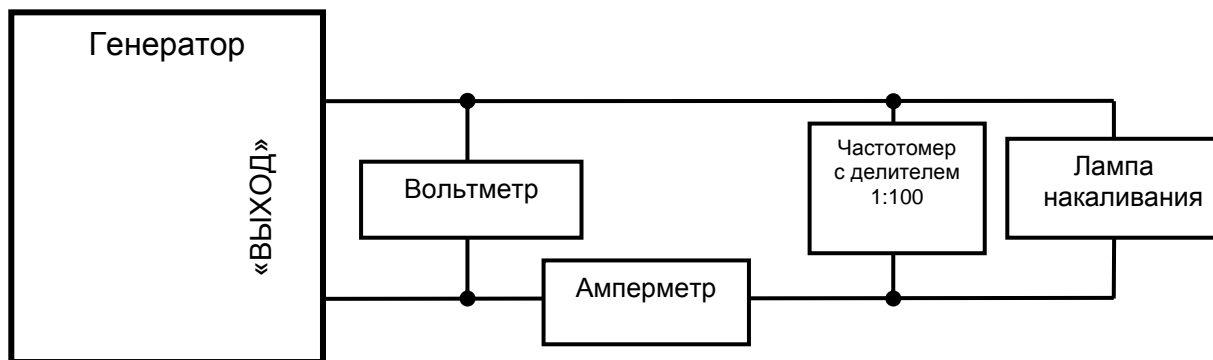 Генератор
«ВЫХОД»
Вольтметр
Амперметр
Частотомер
с делителем
1:100
Лампа
накаливания